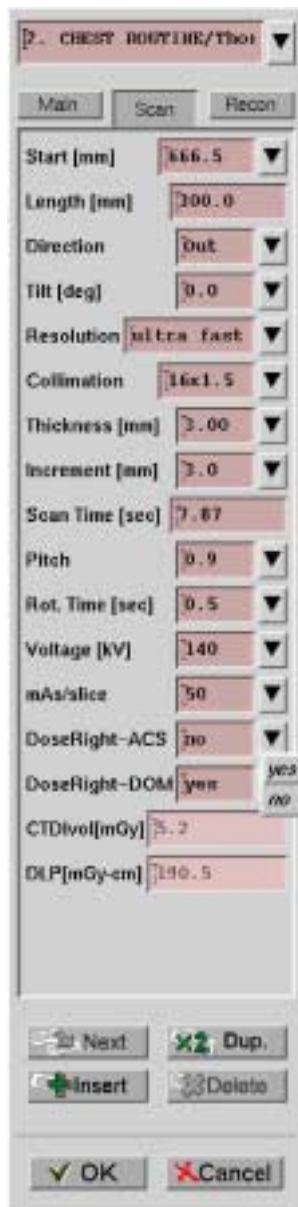 2. CHEST ROUTINE/Thor
Main Scan Recon
Start [mm] 666.5
Length [mm] 300.0
Direction Out
Tilt [deg] 0.0
Resolution ultra fast
Collimation 16x1.5
Thickness [mm] 3.00
Increment [mm] 3.0
Scan Time [sec] 7.87
Pitch 0.9
Rot. Time [sec] 0.5
Voltage [kV] 140
mAs/slice 50
DoseRight-ACS no
yes
DoseRight-DOM yes
no
CTDIvol[mGy] 5.2
DLP[mGy-cm] 190.5
Next x2 Dup.
Insert Delete
OK Cancel